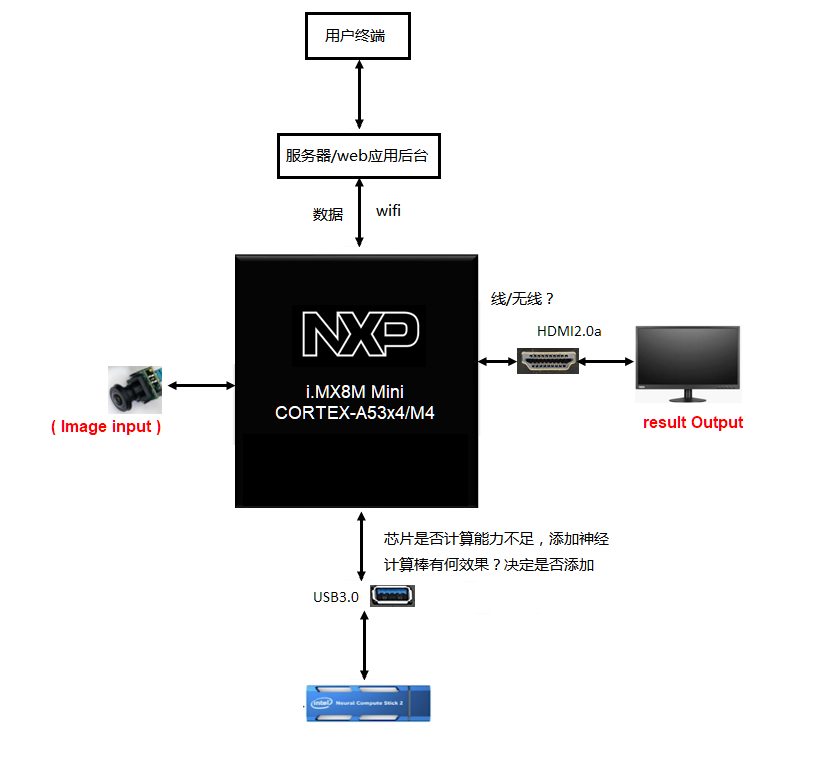 用户终端
服务器/web应用后台
数据
wifi
线/无线？
HDMI2.0a
NXP
i.MX8M Mini
CORTEX-A53x4/M4
( Image input )
result Output
芯片是否计算能力不足，添加神经
计算棒有何效果？决定是否添加
USB3.0
intel Neural Compute Stick 2